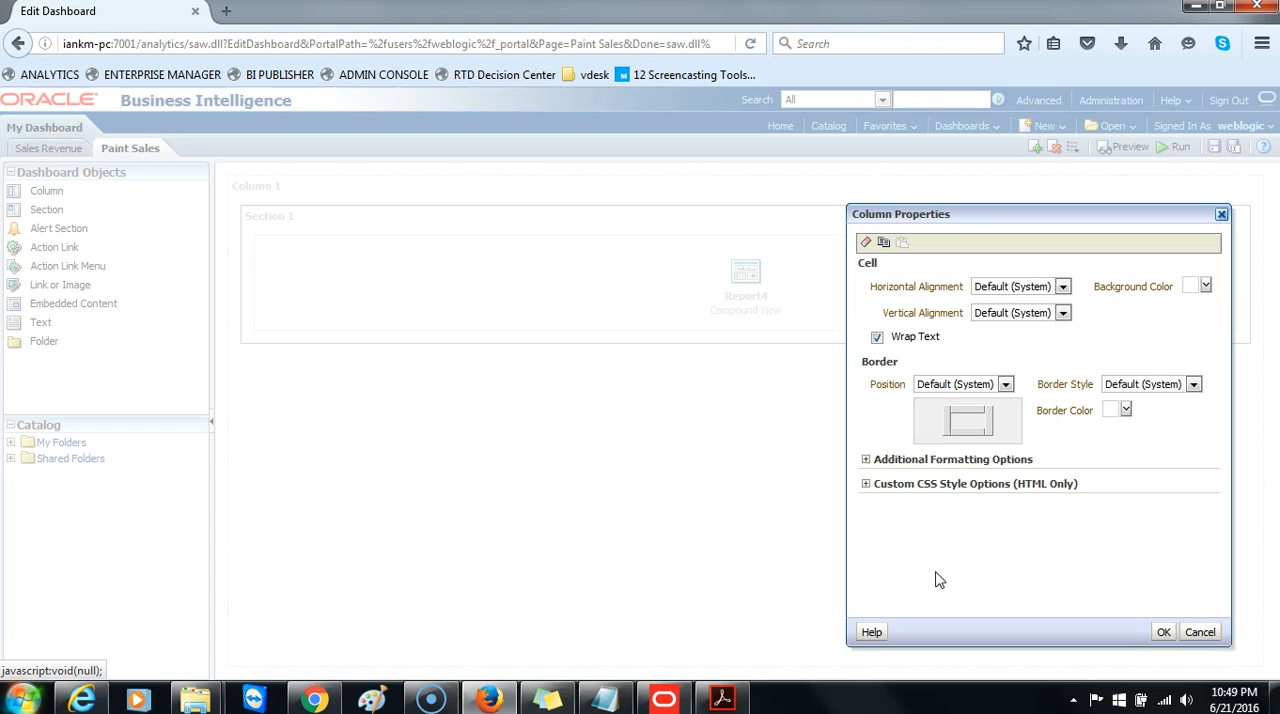 Edit Dashboard
iankm-pc:7001/analytics/saw.dll?EditDashboard&PortalPath=%2fusers%2fweblogic%2f_portal&Page=Paint Sales&Done=saw.dll%
Search
ANALYTICS ENTERPRISE MANAGER BI PUBLISHER ADMIN CONSOLE RTD Decision Center vdesk 12 Screencasting Tools...
ORACLE Business Intelligence
Search All Advanced Administration Help Sign Out
My Dashboard
Home Catalog Favorites Dashboards New Open Signed In As weblogic
Sales Revenue Paint Sales
Preview Run
Dashboard Objects
Column
Section
Alert Section
Action Link
Action Link Menu
Link or Image
Embedded Content
Text
Folder
Catalog
My Folders
Shared Folders
Column 1
Section 1
Report4
Compound View
Column Properties
Cell
Horizontal Alignment Default (System) Background Color
Vertical Alignment Default (System)
Wrap Text
Border
Position Default (System) Border Style Default (System)
Border Color
Additional Formatting Options
Custom CSS Style Options (HTML Only)
Help OK Cancel
javascript:void(null);
10:49 PM
6/21/2016